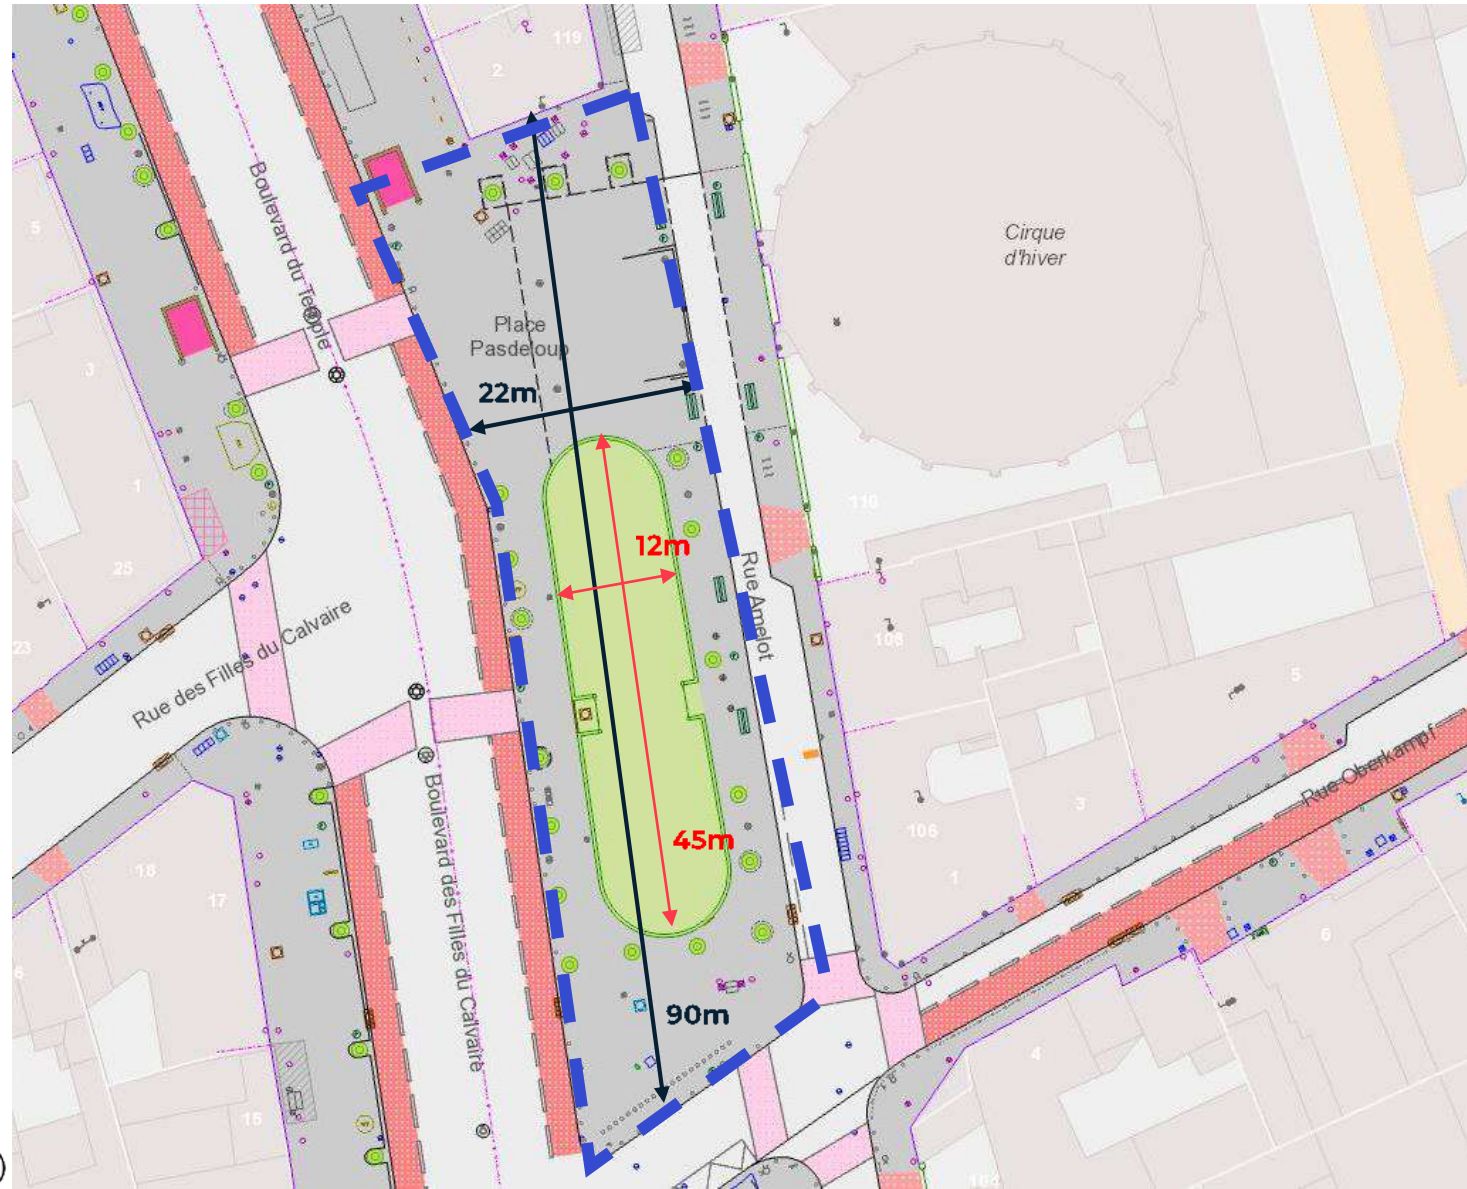 119
2
Cirque
d'hiver
5
Boulevard du Temple
Place
Pasdeloup
3
22m
1
110
12m
25
Rue Amelot
Rue des Filles du Calvaire
23
108
5
Rue Oberkampf
3
106
45m
Boulevard des Filles du Calvaire
18
17
1
6
6
90m
4
15
104
)